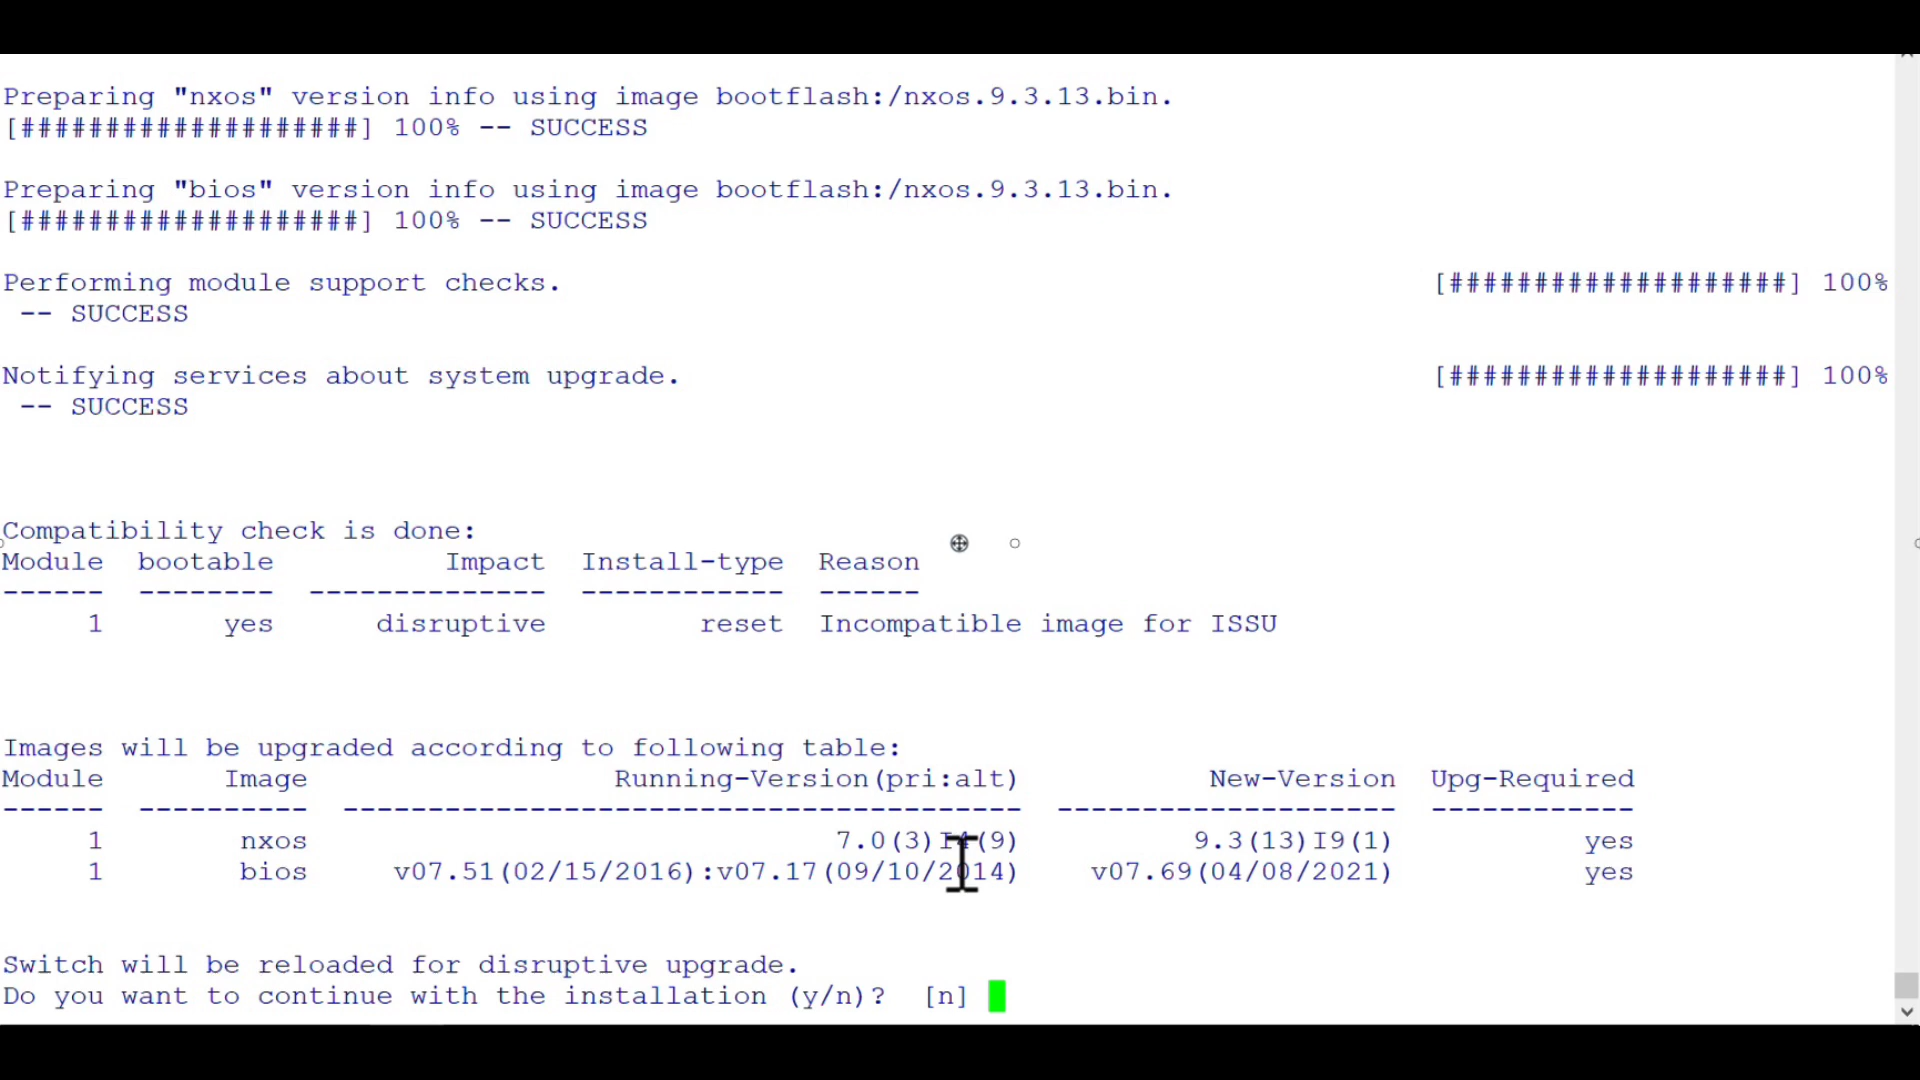 Preparing "nxos" version info using image bootflash:/nxos.9.3.13.bin.
[####################] 100% -- SUCCESS
Preparing "bios" version info using image bootflash:/nxos.9.3.13.bin.
[####################] 100% -- SUCCESS
Performing module support checks. [####################] 100%
-- SUCCESS
Notifying services about system upgrade. [####################] 100%
-- SUCCESS
Compatibility check is done:
Module bootable Impact Install-type Reason
------ -------- -------------- ------------ ------
1 yes disruptive reset Incompatible image for ISSU
Images will be upgraded according to following table:
Module Image Running-Version(pri:alt) New-Version Upg-Required
------ ---------- ---------------------------------------- -------------------- ------------
1 nxos 7.0(3)I4(9) 9.3(13)I9(1) yes
1 bios v07.51(02/15/2016):v07.17(09/10/2014) v07.69(04/08/2021) yes
Switch will be reloaded for disruptive upgrade.
Do you want to continue with the installation (y/n)? [n]